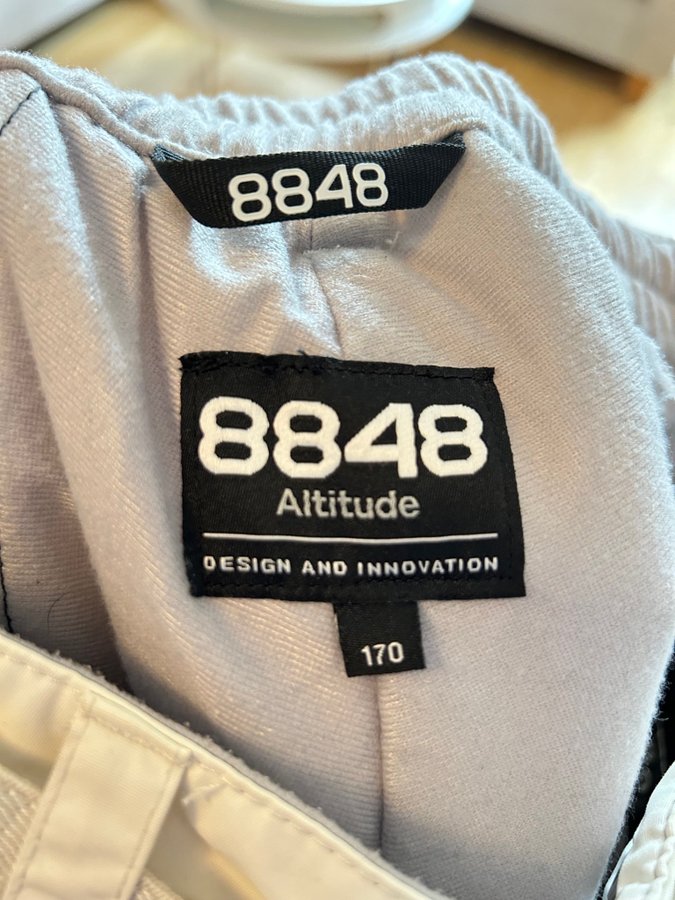 8848
8848
Altitude
DESIGN AND INNOVATION
170